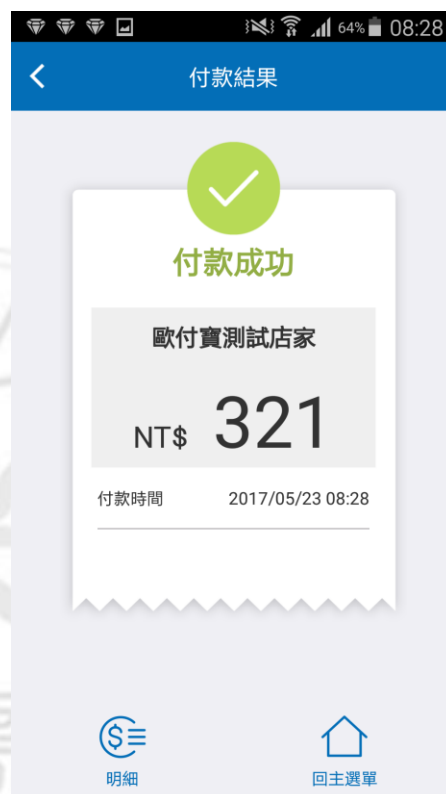 64% 08:28
付款結果
付款成功
歐付寶測試店家
NT$ 321
付款時間 2017/05/23 08:28
明細 回主選單